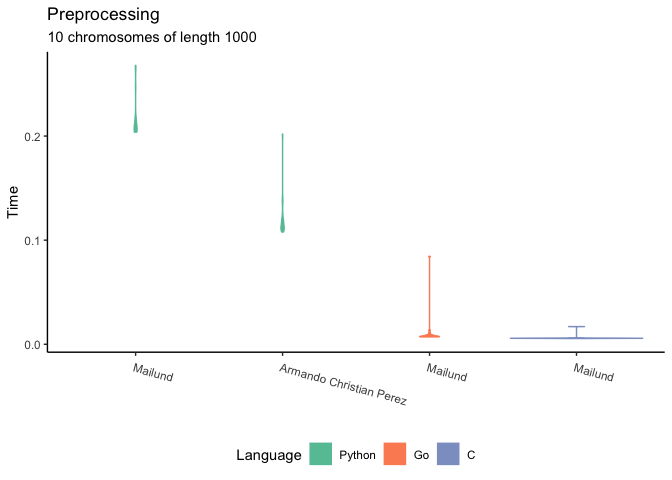 Preprocessing
10 chromosomes of length 1000
Time
0.2
0.1
0.0
Mailund
Armando Christian Perez
Mailund
Mailund
Language Python Go C